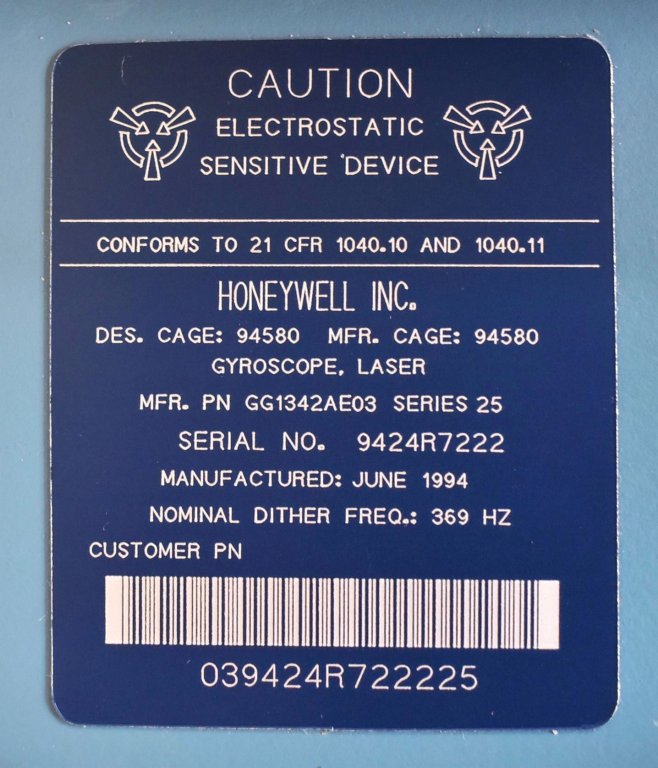 CAUTION
ELECTROSTATIC
SENSITIVE DEVICE
CONFORMS TO 21 CFR 1040.10 AND 1040.11
HONEYWELL INC.
DES. CAGE: 94580 MFR. CAGE: 94580
GYROSCOPE, LASER
MFR. PN GG1342AE03 SERIES 25
SERIAL NO. 9424R7222
MANUFACTURED: JUNE 1994
NOMINAL DITHER FREQ.: 369 HZ
CUSTOMER PN
039424R722225